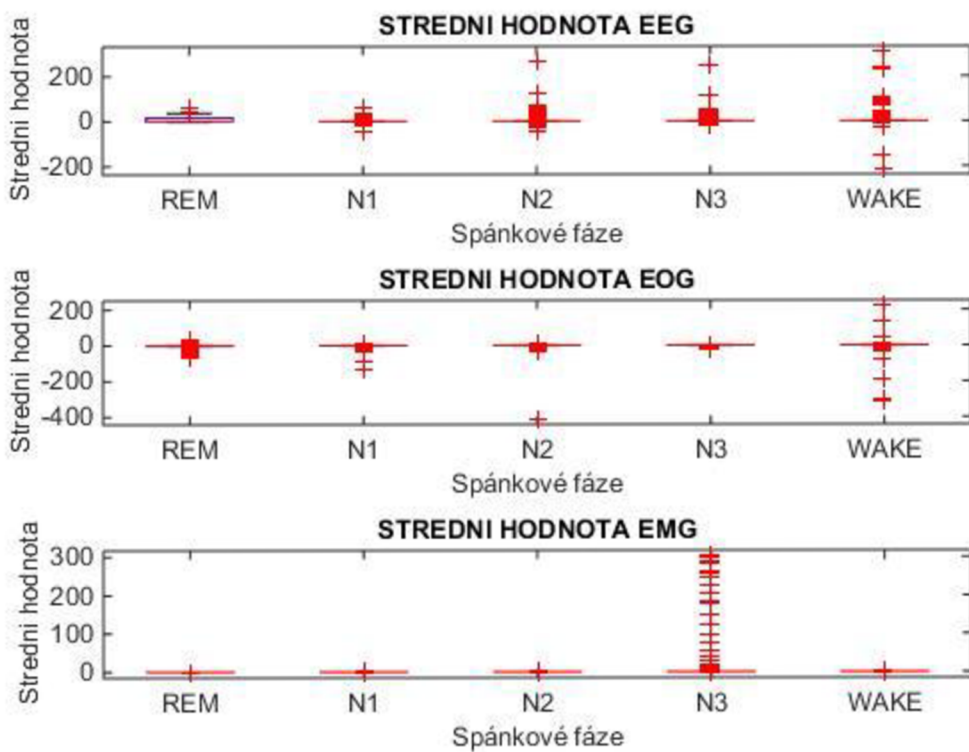 STREDNI HODNOTA EEG
Stredni hodnota
200
0
-200
REM N1 N2 N3 WAKE
Spánkové fáze
STREDNI HODNOTA EOG
Stredni hodnota
200
0
-200
-400
REM N1 N2 N3 WAKE
Spánkové fáze
STREDNI HODNOTA EMG
Stredni hodnota
300
200
100
0
REM N1 N2 N3 WAKE
Spánkové fáze